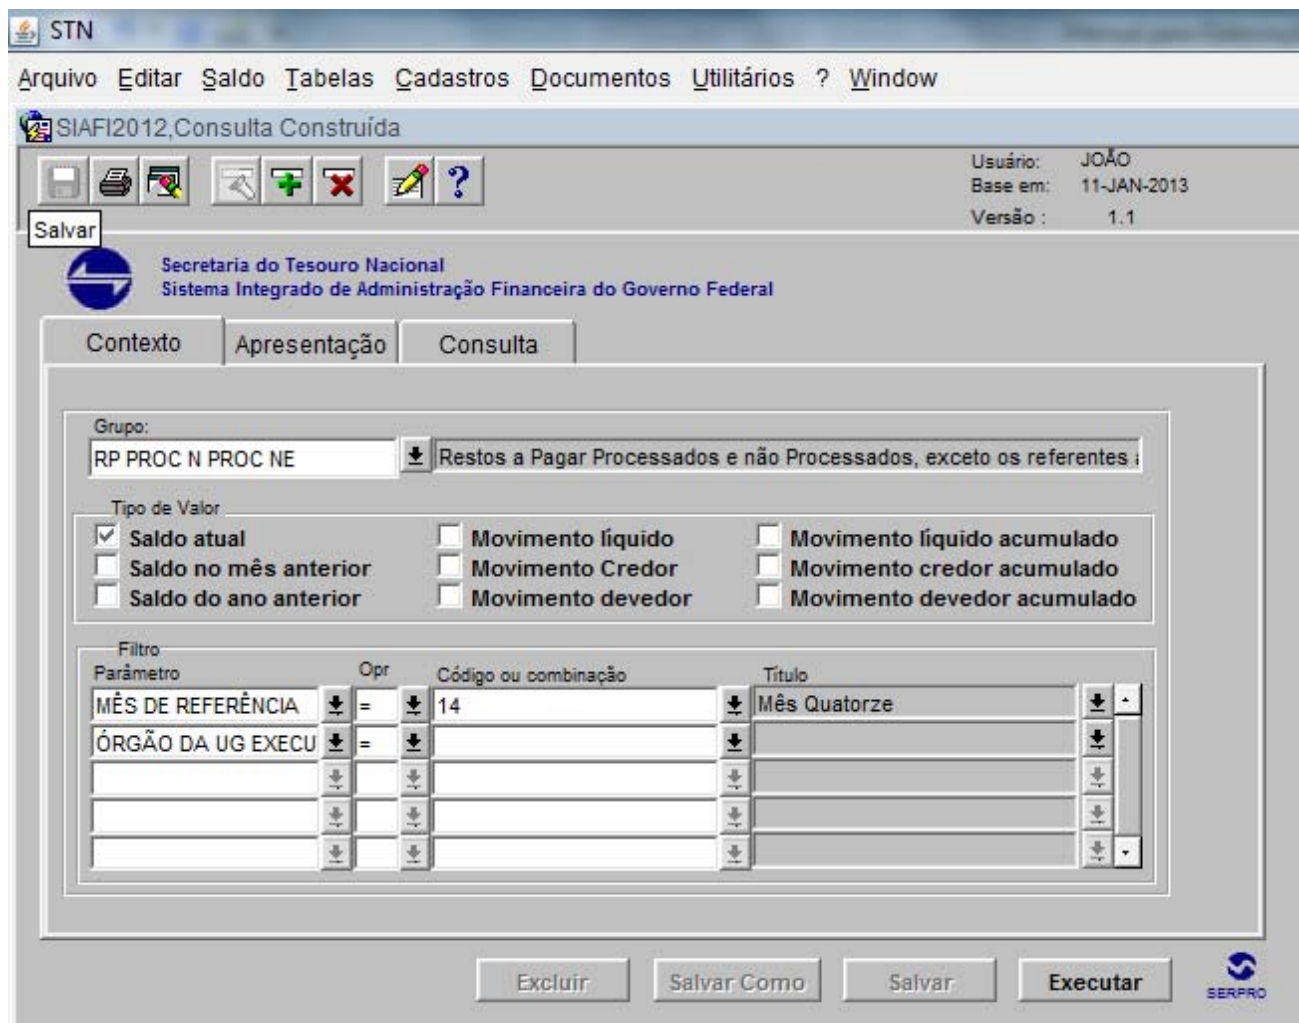 STN
Arquivo Editar Saldo Tabelas Cadastros Documentos Utilitários ? Window
SIAFI2012,Consulta Construída
Usuário: JOÃO
Base em: 11-JAN-2013
Versão : 1.1
Salvar
Secretaria do Tesouro Nacional
Sistema Integrado de Administração Financeira do Governo Federal
Contexto Apresentação Consulta
Grupo:
RP PROC N PROC NE Restos a Pagar Processados e não Processados, exceto os referentes
Tipo de Valor
Saldo atual Movimento líquido Movimento líquido acumulado
Saldo no mês anterior Movimento Credor Movimento credor acumulado
Saldo do ano anterior Movimento devedor Movimento devedor acumulado
Filtro
Parâmetro Opr Código ou combinação Título
MÊS DE REFERÊNCIA = 14 Mês Quatorze
ÓRGÃO DA UG EXECU =
Excluir Salvar Como Salvar Executar
SERPRO